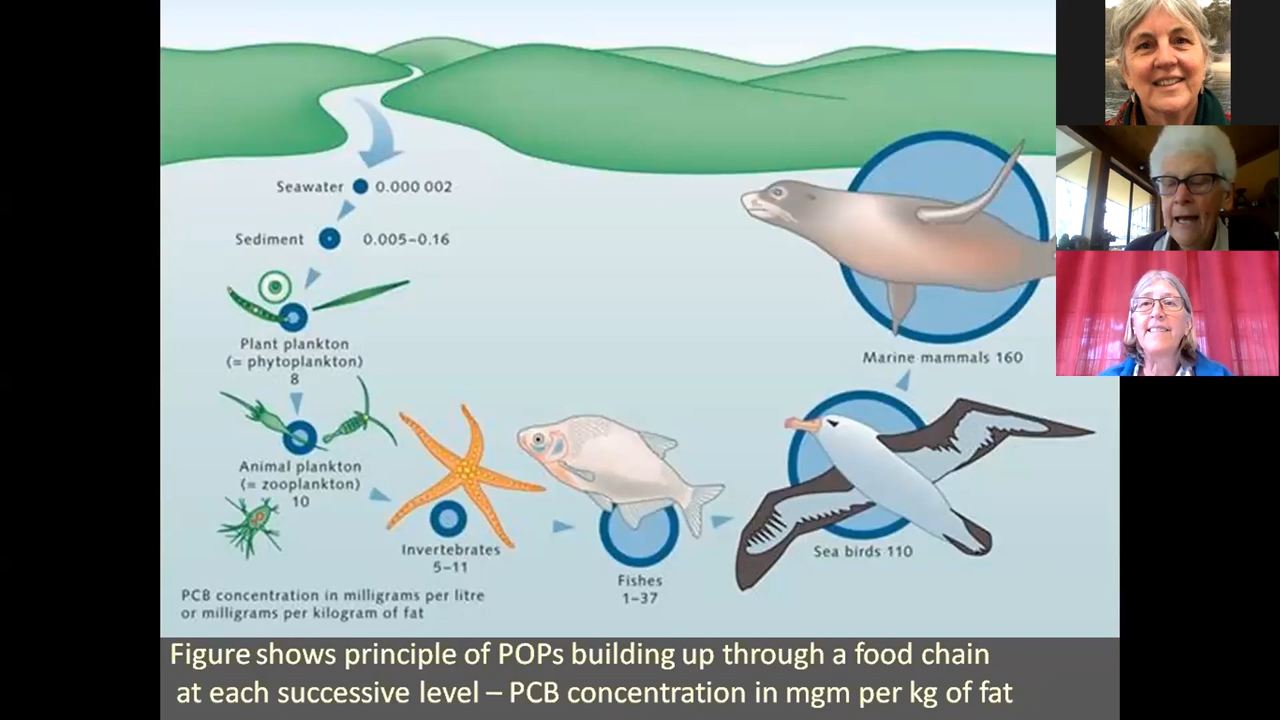 Seawater 0.000 002
Sediment 0.005–0.16
Plant plankton
(= phytoplankton)
8
Animal plankton
(= zooplankton)
10
Invertebrates
5–11
Fishes
1–37
Sea birds 110
Marine mammals 160
PCB concentration in milligrams per litre
or milligrams per kilogram of fat
Figure shows principle of POPs building up through a food chain
at each successive level – PCB concentration in mgm per kg of fat